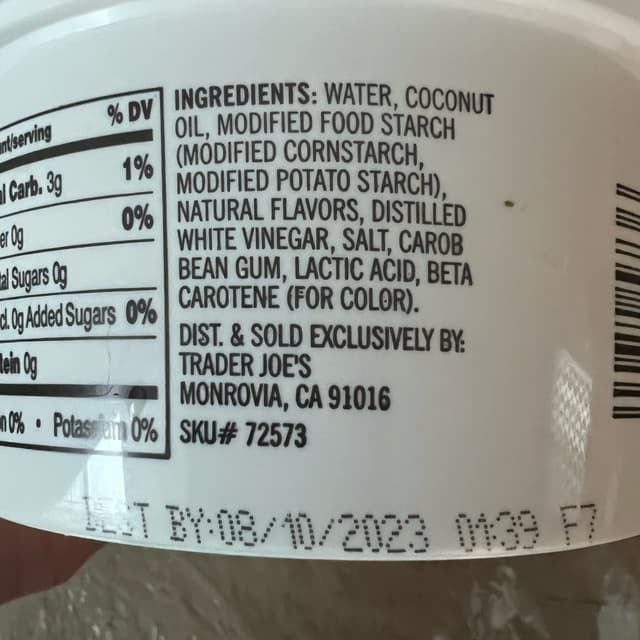 % DV
nt/serving
l Carb. 3g 1%
er 0g 0%
tal Sugars 0g
cl. 0g Added Sugars 0%
tein 0g
n 0% • Potassium 0%
INGREDIENTS: WATER, COCONUT
OIL, MODIFIED FOOD STARCH
(MODIFIED CORNSTARCH,
MODIFIED POTATO STARCH),
NATURAL FLAVORS, DISTILLED
WHITE VINEGAR, SALT, CAROB
BEAN GUM, LACTIC ACID, BETA
CAROTENE (FOR COLOR).
DIST. & SOLD EXCLUSIVELY BY:
TRADER JOE'S
MONROVIA, CA 91016
SKU# 72573
BEST BY:08/10/2023 01:39 F7